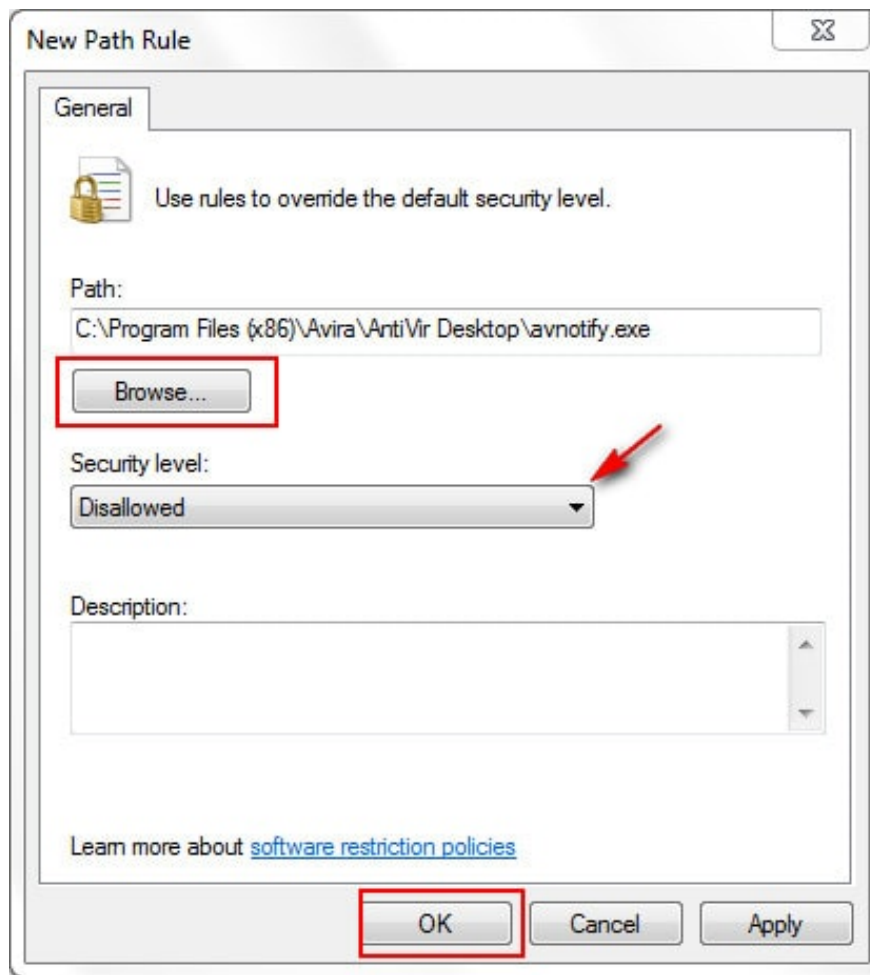 New Path Rule
General
Use rules to override the default security level.
Path:
C:\Program Files (x86)\Avira\AntiVir Desktop\avnotify.exe
Browse...
Security level:
Disallowed
Description:
Learn more about software restriction policies
OK Cancel Apply